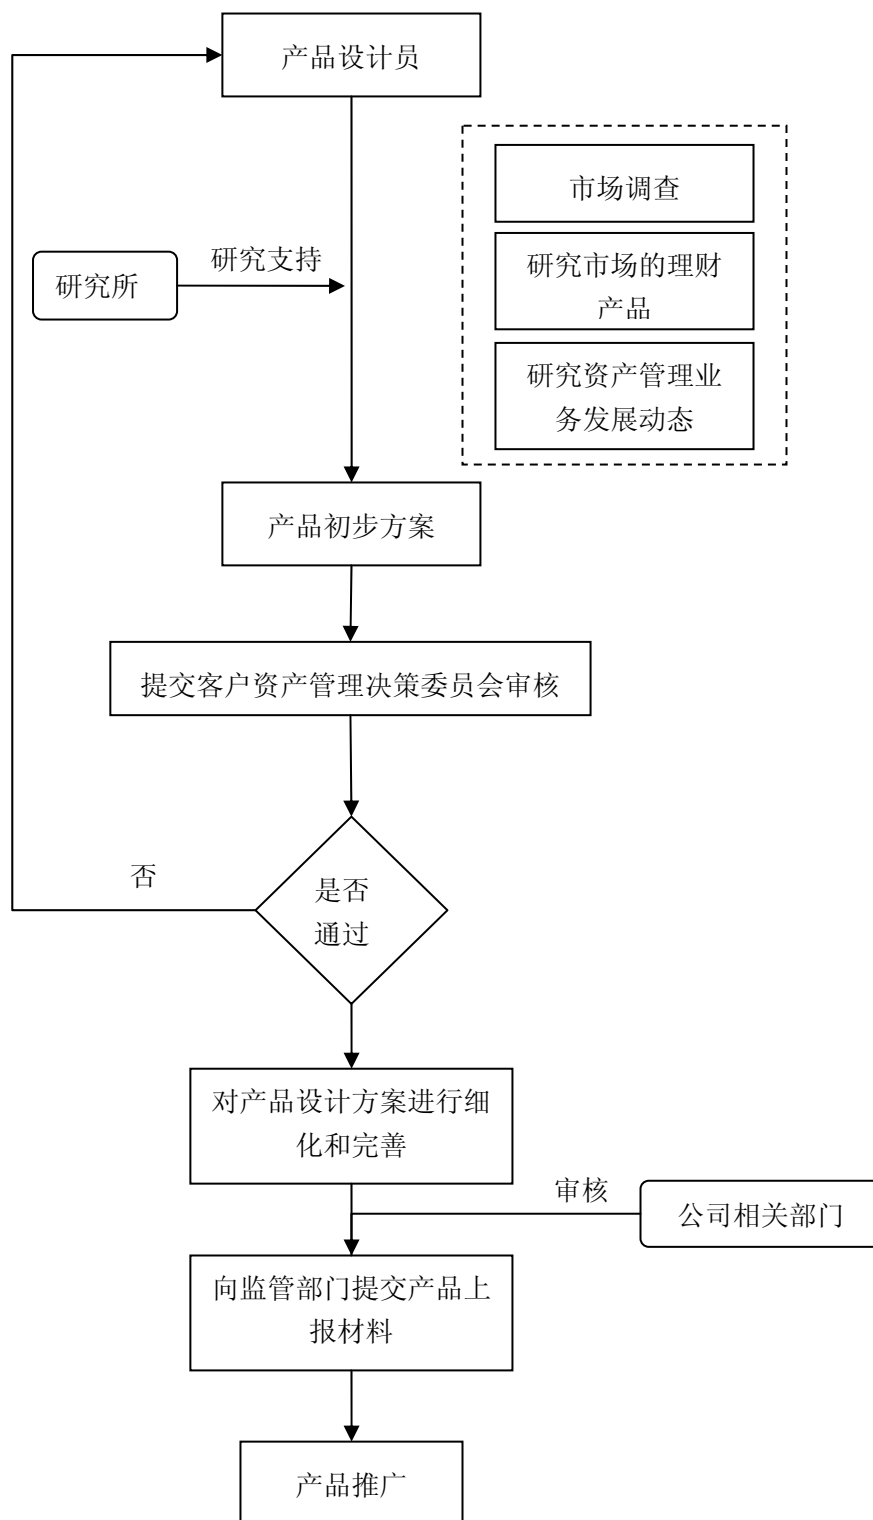 产品设计员
市场调查
研究支持
研究所
研究市场的理财
产品
研究资产管理业
务发展动态
产品初步方案
提交客户资产管理决策委员会审核
否
是否
通过
对产品设计方案进行细
化和完善
审核
公司相关部门
向监管部门提交产品上
报材料
产品推广